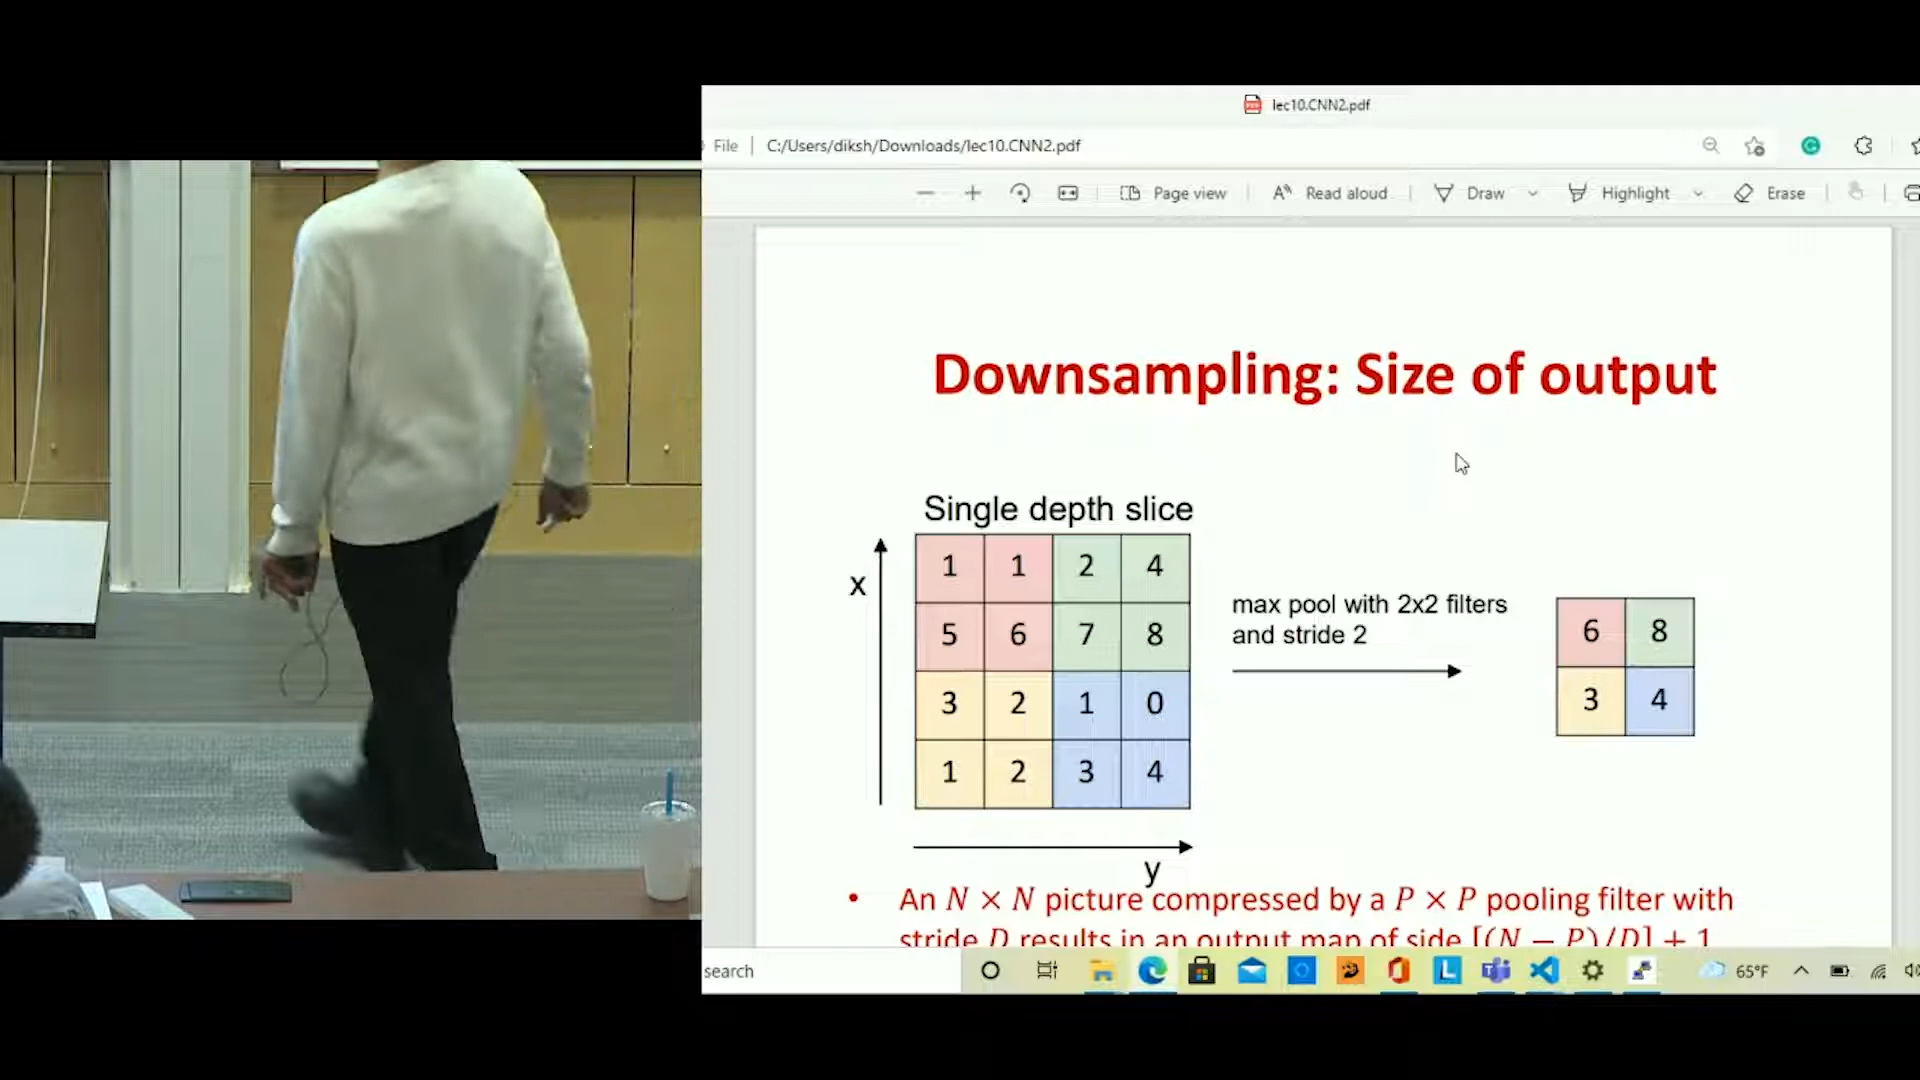 lec10.CNN2.pdf
File
C:/Users/diksh/Downloads/lec10.CNN2.pdf
Page view
Read aloud
Draw
Highlight
Erase
Downsampling: Size of output
Single depth slice
x
1 1 2 4
5 6 7 8
3 2 1 0
1 2 3 4
y
max pool with 2x2 filters
and stride 2
6 8
3 4
• An N × N picture compressed by a P × P pooling filter with
stride D results in an output map of side [(N − P)/D] + 1
search
65°F